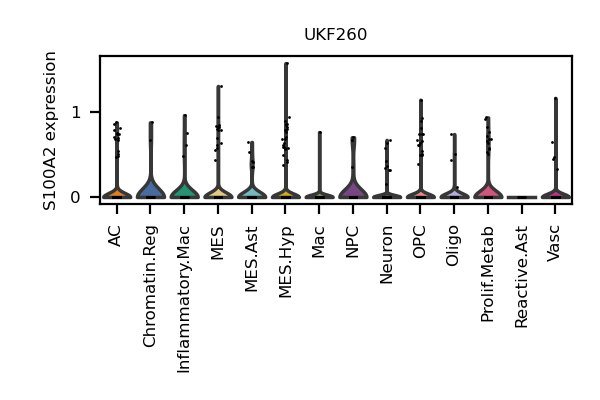 UKF260
S100A2 expression
1
0
AC
Chromatin.Reg
Inflammatory.Mac
MES
MES.Ast
MES.Hyp
Mac
NPC
Neuron
OPC
Oligo
Prolif.Metab
Reactive.Ast
Vasc